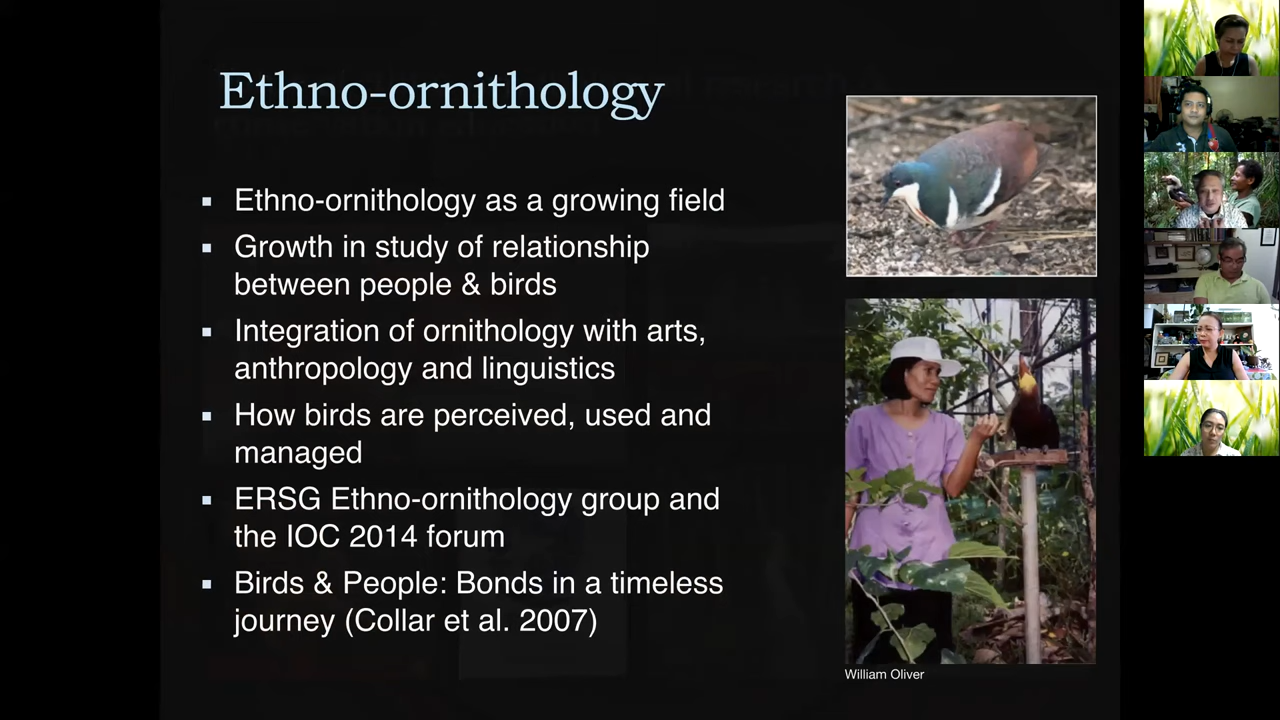 Ethno-ornithology
▪ Ethno-ornithology as a growing field
▪ Growth in study of relationship
between people & birds
▪ Integration of ornithology with arts,
anthropology and linguistics
▪ How birds are perceived, used and
managed
▪ ERSG Ethno-ornithology group and
the IOC 2014 forum
▪ Birds & People: Bonds in a timeless
journey (Collar et al. 2007)
William Oliver